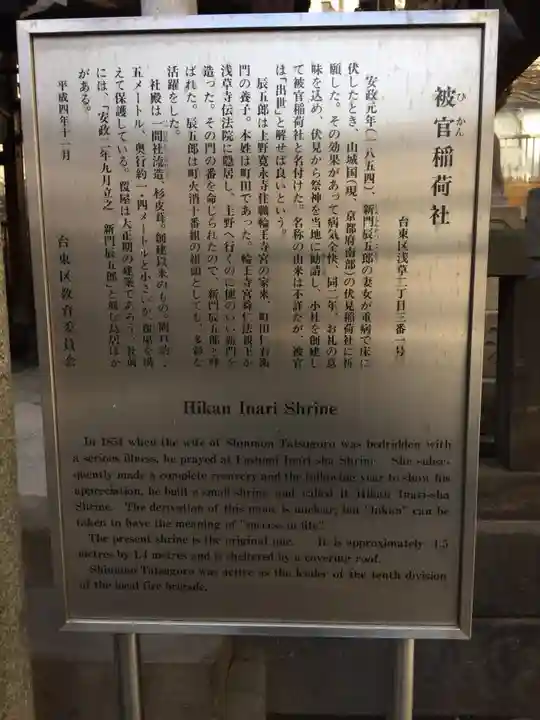 被官稲荷社
ひ かん
台東区浅草二丁目三番一号
安政元年(一八五四)、新門辰五郎の妻女が重病で床に
伏したとき、山城国(現、京都府南部)の伏見稲荷社に祈
願した。その効果があって病気全快、同二年、お礼の意
味を込め、伏見から祭神を当地に勧請し、小社を創建し
て被官稲荷社と名付けた。名称の由来は不詳だが、被官
は「出世」と解せば良いという。
辰五郎は上野寛永寺住職輪王寺宮の家来、町田仁右衛
門の養子。本姓は町田であった。輪王寺宮舜仁法親王が
浅草寺伝法院に隠居し、上野へ行くのに便のいい新門を
造った。その門の番を命じられたので、新門辰五郎と呼
ばれた。辰五郎は町火消十番組の組頭としても、多彩な
活躍をした。
社殿は一間社流造、杉皮葺。創建以来のもの。間口約一・
五メートル、奥行約一・四メートルと小さいが、覆屋を構
えて保護している。覆屋は大正期の建築であろう。社前
には、「安政二年九月立之 新門辰五郎」と刻む鳥居ほか
がある。
平成四年十一月
台東区教育委員会
Hikan Inari Shrine
In 1854 when the wife of Shinmon Tatsugoro was bedridden with
a serious illness, he prayed at Fushimi Inari-sha Shrine. She subse-
quently made a complete recovery and the following year to show his
appreciation, he built a small shrine and called it Hikan Inari-sha
Shrine. The derivation of this name is unclear, but "hikan" can be
taken to have the meaning of "success in life".
The present shrine is the original one. It is approximately 1.5
metres by 1.4 metres and is sheltered by a covering roof.
Shinmon Tatsugoro was active as the leader of the tenth division
of the local fire brigade.